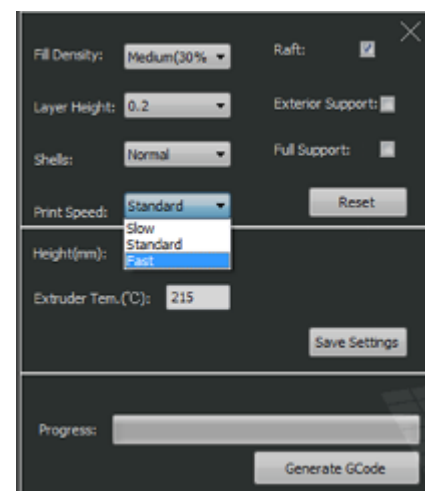 Fill Density: Medium(30% Raft:
Layer Height: 0.2 Exterior Support:
Shells: Normal Full Support:
Print Speed: Standard Reset
Slow
Standard
Fast
Height(mm):
Extruder Tem.(°C): 215
Save Settings
Progress:
Generate GCode